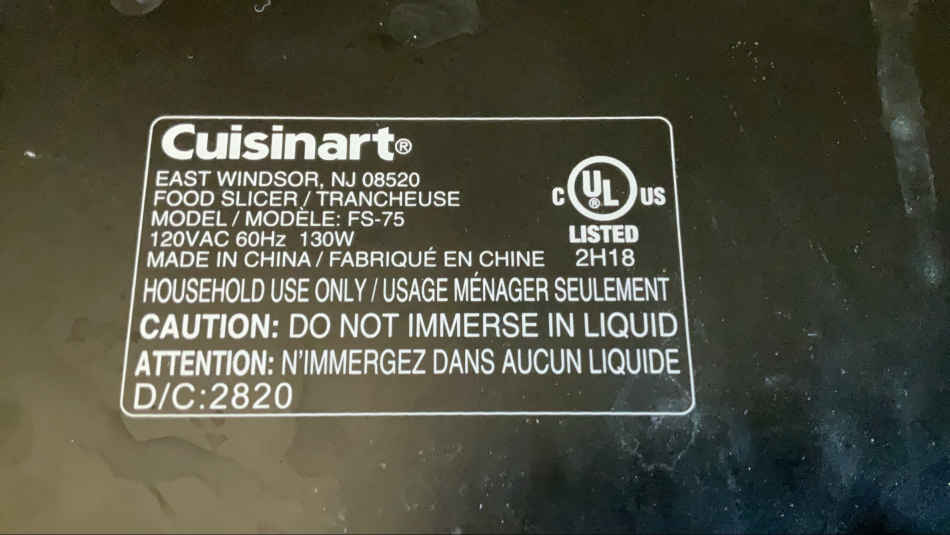 Cuisinart®
EAST WINDSOR, NJ 08520
FOOD SLICER / TRANCHEUSE
MODEL / MODÈLE: FS-75
120VAC 60Hz 130W
MADE IN CHINA / FABRIQUÉ EN CHINE
C UL® US
LISTED
2H18
HOUSEHOLD USE ONLY / USAGE MÉNAGER SEULEMENT
CAUTION: DO NOT IMMERSE IN LIQUID
ATTENTION: N'IMMERGEZ DANS AUCUN LIQUIDE
D/C:2820